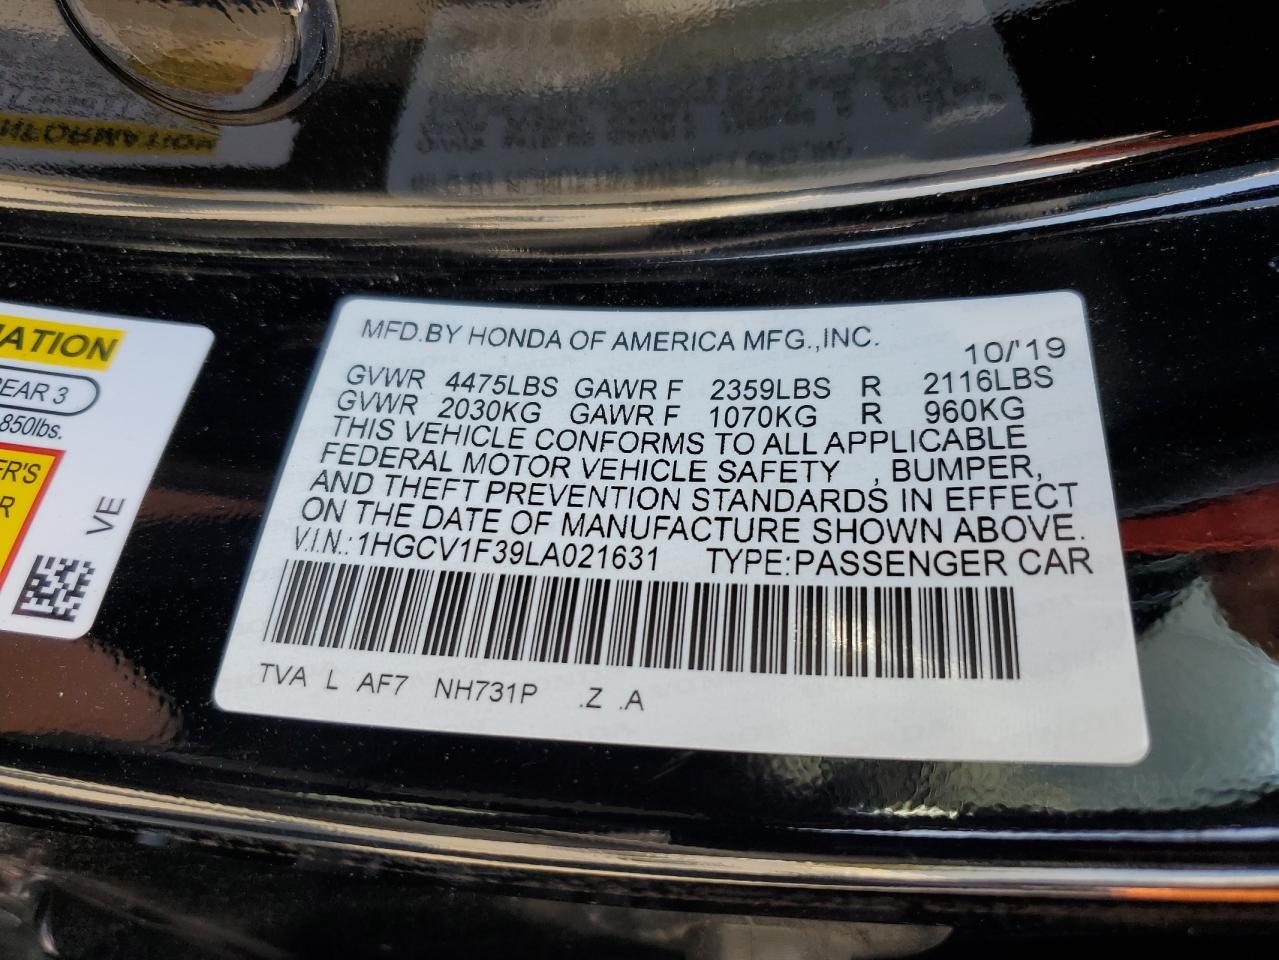 MATION
REAR 3
850lbs.
ER'S
R
VE
MFD.BY HONDA OF AMERICA MFG.,INC.
10/'19
GVWR 4475LBS GAWR F 2359LBS R 2116LBS
GVWR 2030KG GAWR F 1070KG R 960KG
THIS VEHICLE CONFORMS TO ALL APPLICABLE
FEDERAL MOTOR VEHICLE SAFETY , BUMPER,
AND THEFT PREVENTION STANDARDS IN EFFECT
ON THE DATE OF MANUFACTURE SHOWN ABOVE.
V.I.N.: 1HGCV1F39LA021631 TYPE:PASSENGER CAR
TVA L AF7 NH731P .Z .A